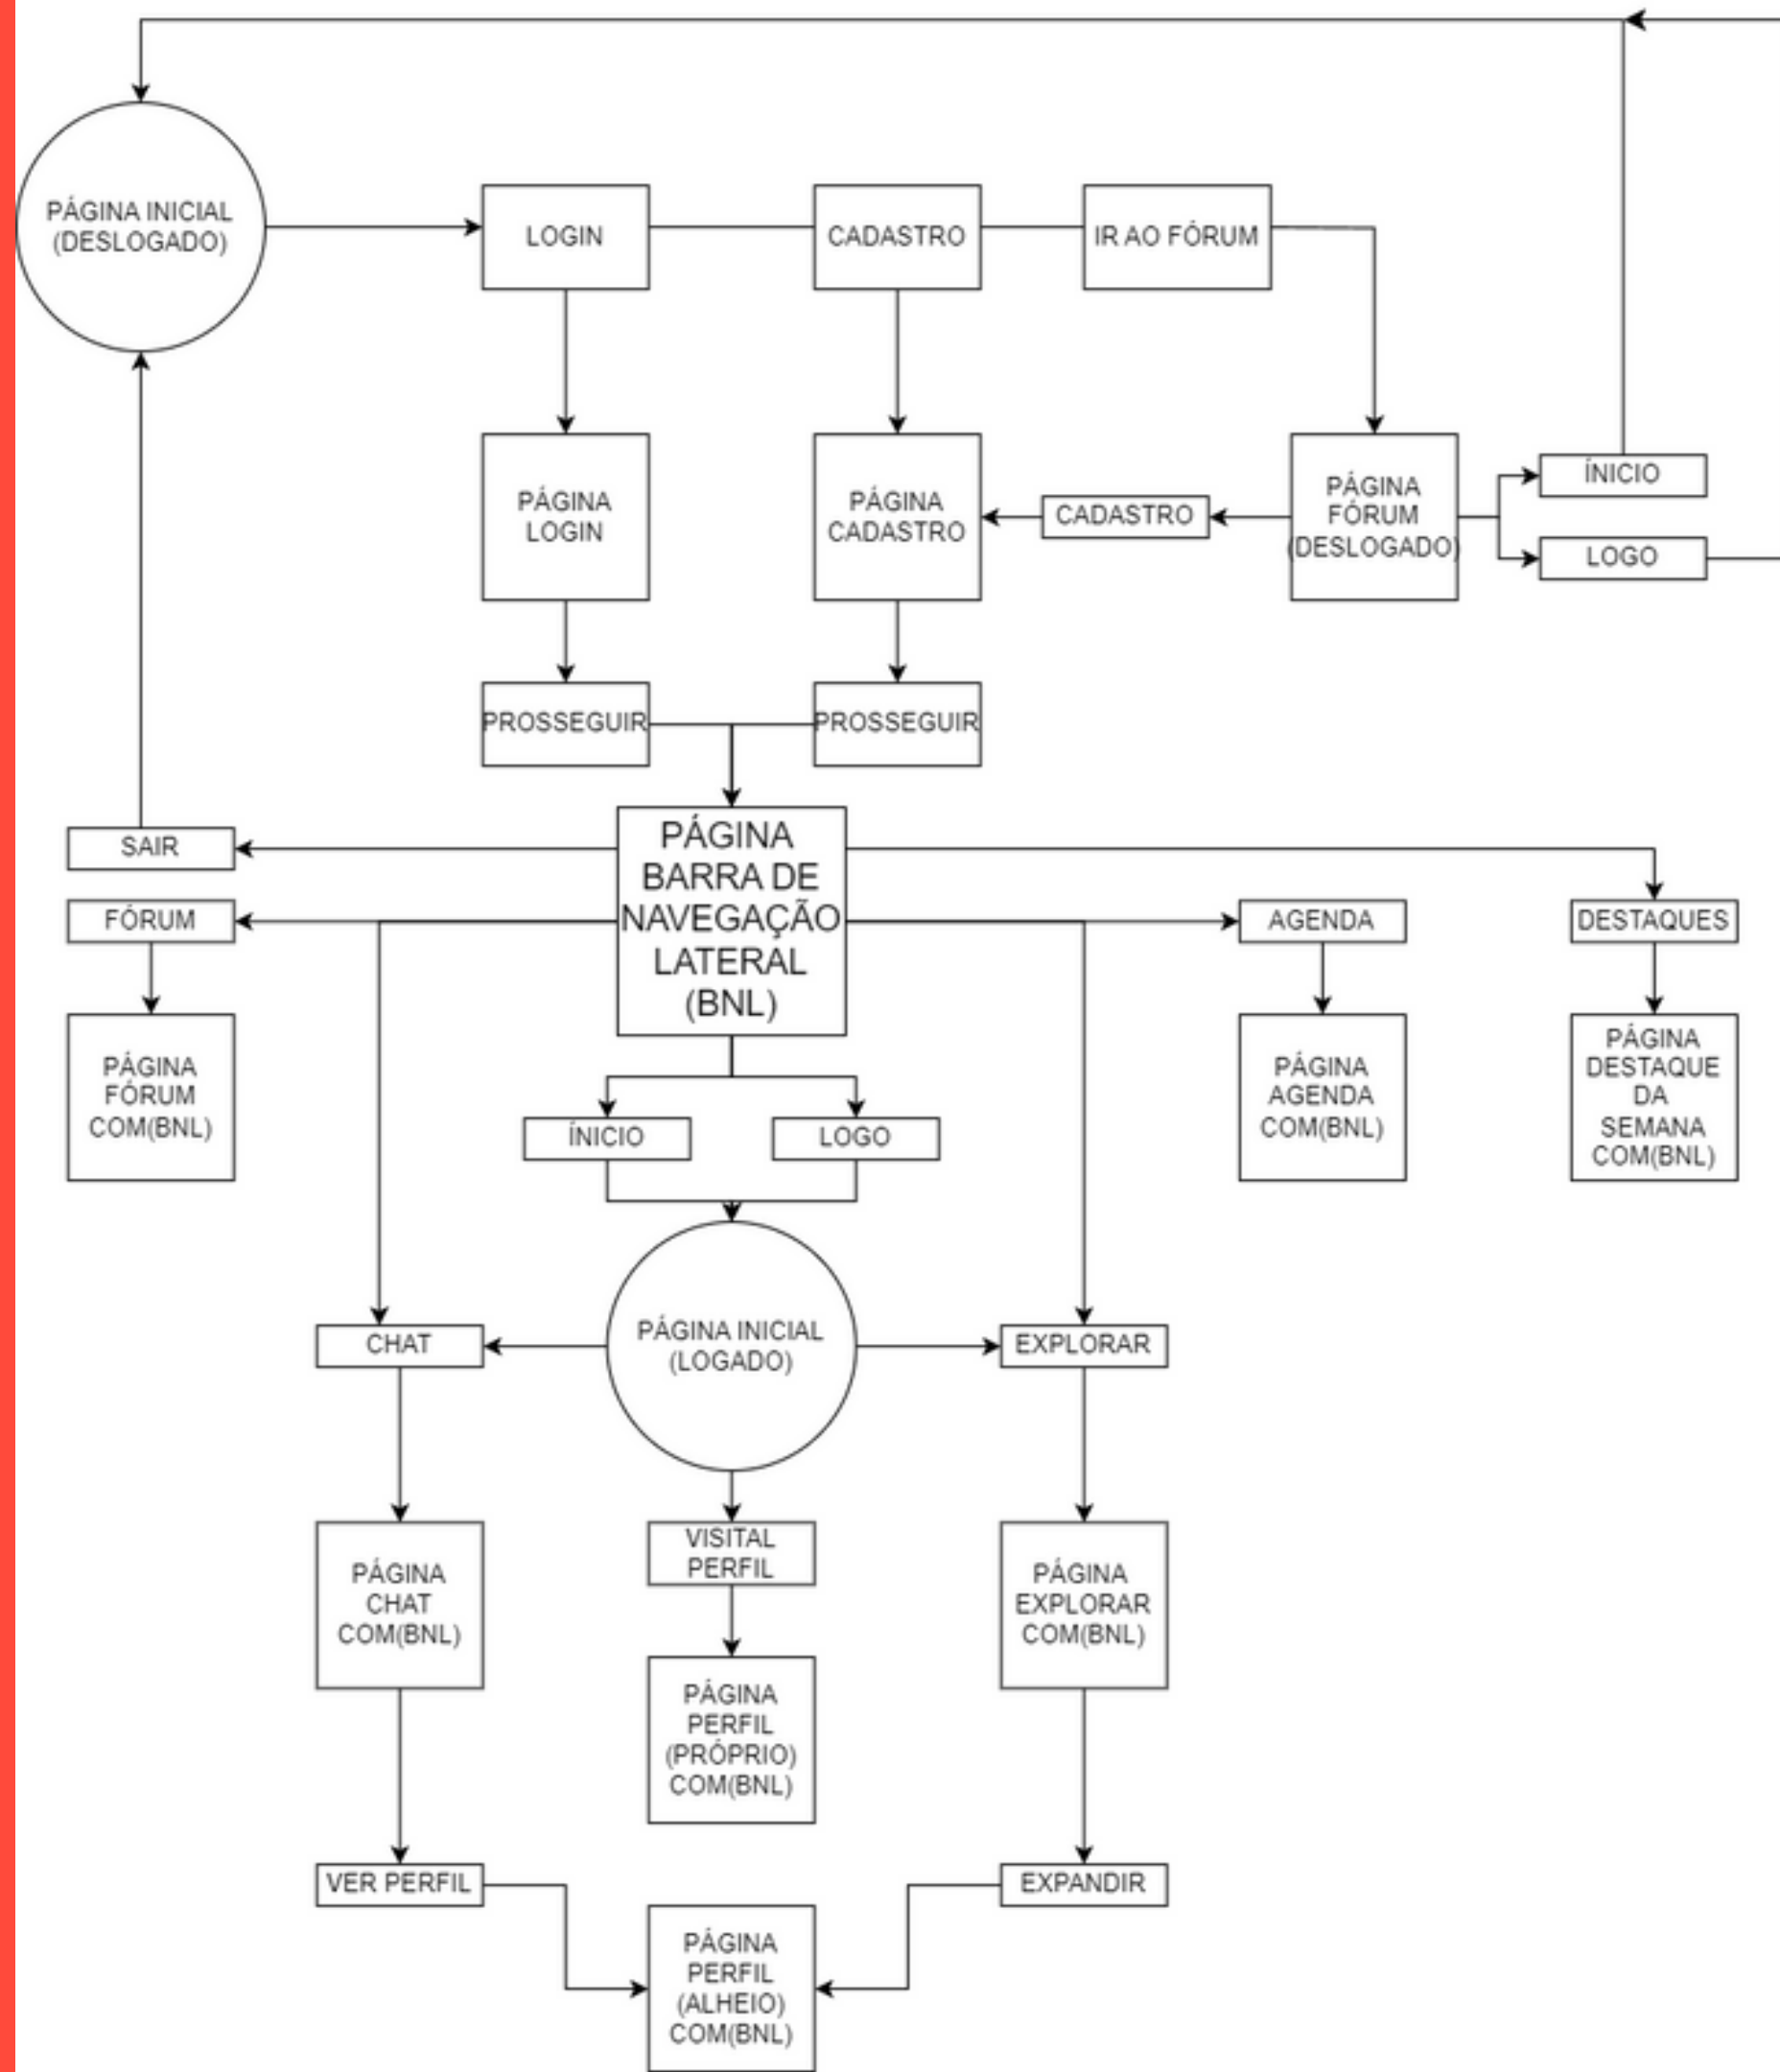 PÁGINA INICIAL
(DESLOGADO)
LOGIN
CADASTRO
IR AO FÓRUM
PÁGINA
LOGIN
PÁGINA
CADASTRO
CADASTRO
PÁGINA
FÓRUM
(DESLOGADO)
ÍNICIO
LOGO
PROSSEGUIR
PROSSEGUIR
PÁGINA
BARRA DE
NAVEGAÇÃO
LATERAL
(BNL)
SAIR
FÓRUM
AGENDA
DESTAQUES
PÁGINA
FÓRUM
COM(BNL)
ÍNICIO
LOGO
PÁGINA
AGENDA
COM(BNL)
PÁGINA
DESTAQUE
DA
SEMANA
COM(BNL)
CHAT
PÁGINA INICIAL
(LOGADO)
EXPLORAR
PÁGINA
CHAT
COM(BNL)
VISITAL
PERFIL
PÁGINA
EXPLORAR
COM(BNL)
PÁGINA
PERFIL
(PRÓPRIO)
COM(BNL)
VER PERFIL
EXPANDIR
PÁGINA
PERFIL
(ALHEIO)
COM(BNL)